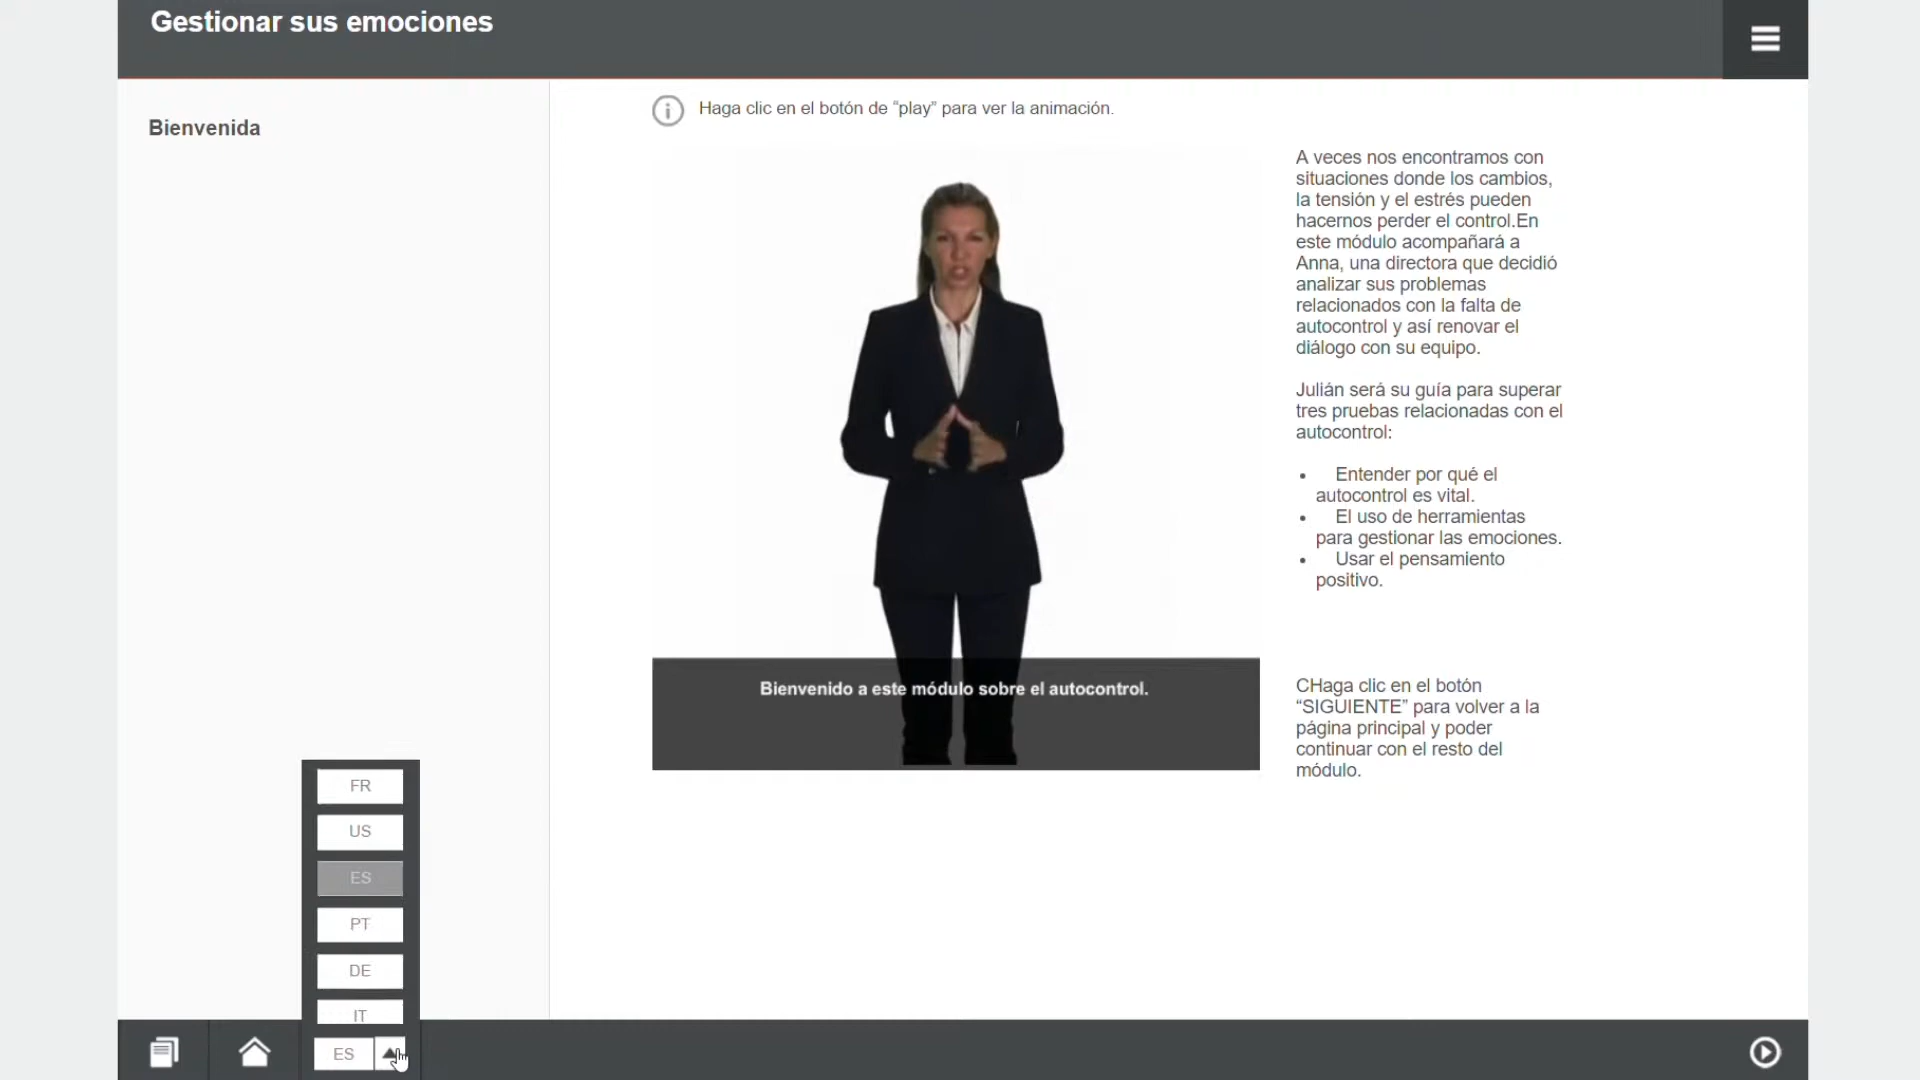 Gestionar sus emociones
Bienvenida
Haga clic en el botón de “play” para ver la animación.
A veces nos encontramos con
situaciones donde los cambios,
la tensión y el estrés pueden
hacernos perder el control.En
este módulo acompañará a
Anna, una directora que decidió
analizar sus problemas
relacionados con la falta de
autocontrol y así renovar el
diálogo con su equipo.
Julián será su guía para superar
tres pruebas relacionadas con el
autocontrol:
• Entender por qué el
autocontrol es vital.
• El uso de herramientas
para gestionar las emociones.
• Usar el pensamiento
positivo.
CHaga clic en el botón
“SIGUIENTE” para volver a la
página principal y poder
continuar con el resto del
módulo.
Bienvenido a este módulo sobre el autocontrol.
FR
US
ES
PT
DE
IT
ES